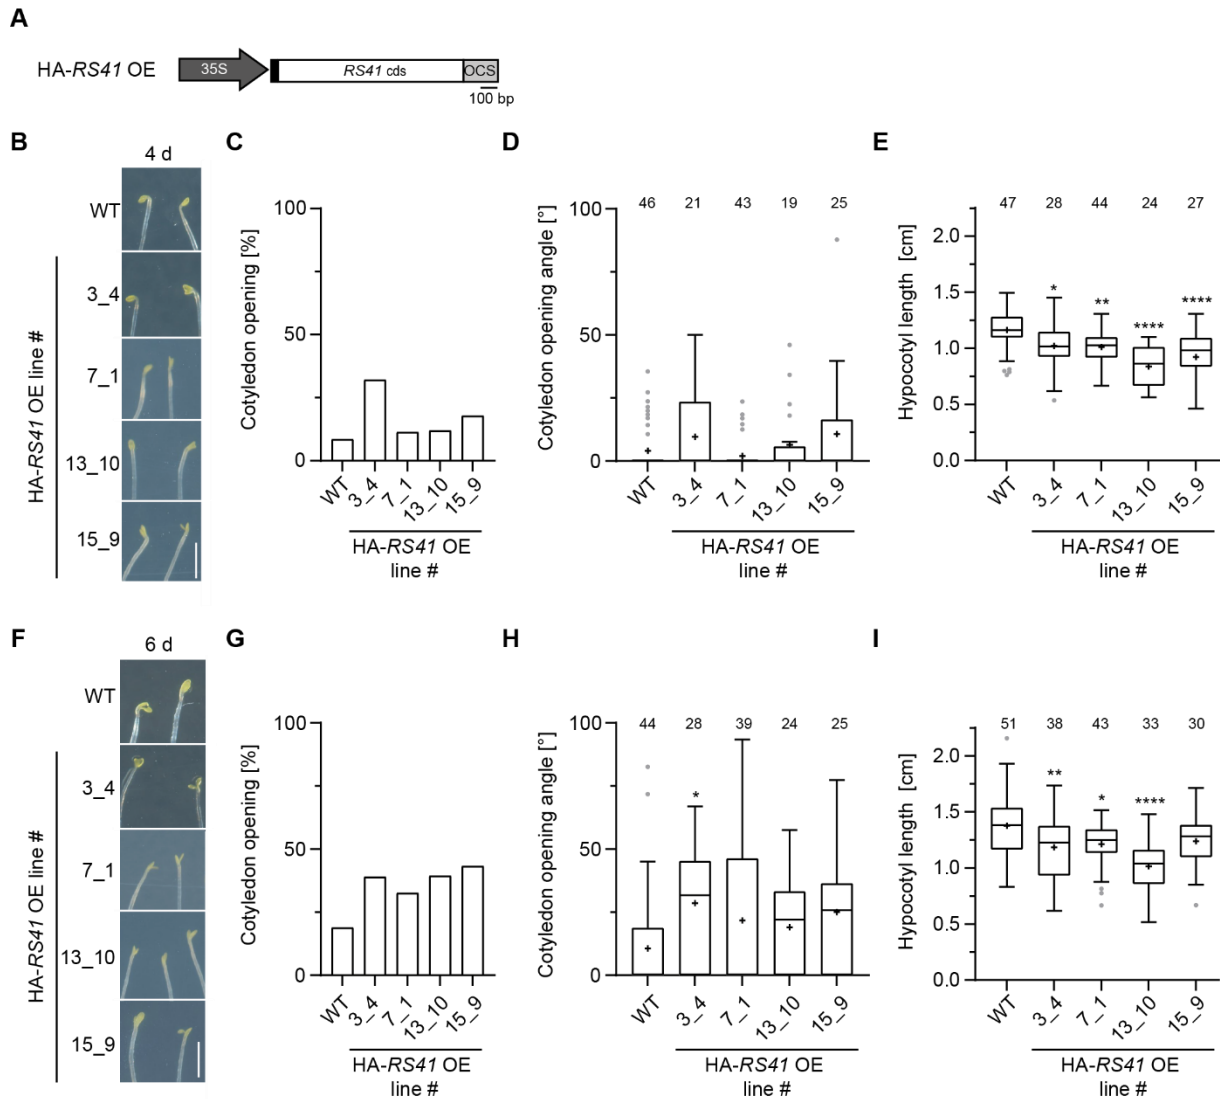 A
HA-RS41 OE
35S
RS41 cds
OCS
100 bp
B
4 d
WT
3_4
7_1
13_10
15_9
HA-RS41 OE line #
C
Cotyledon opening [%]
100
50
0
WT
3_4
7_1
13_10
15_9
HA-RS41 OE
line #
D
Cotyledon opening angle [°]
100
50
0
46 21 43 19 25
WT
3_4
7_1
13_10
15_9
HA-RS41 OE
line #
E
Hypocotyl length [cm]
2.0
1.5
1.0
0.5
0.0
47 28 44 24 27
* ** **** ****
WT
3_4
7_1
13_10
15_9
HA-RS41 OE
line #
F
6 d
WT
3_4
7_1
13_10
15_9
HA-RS41 OE line #
G
Cotyledon opening [%]
100
50
0
WT
3_4
7_1
13_10
15_9
HA-RS41 OE
line #
H
Cotyledon opening angle [°]
100
50
0
44 28 39 24 25
*
WT
3_4
7_1
13_10
15_9
HA-RS41 OE
line #
I
Hypocotyl length [cm]
2.0
1.5
1.0
0.5
0.0
51 38 43 33 30
** * ****
WT
3_4
7_1
13_10
15_9
HA-RS41 OE
line #